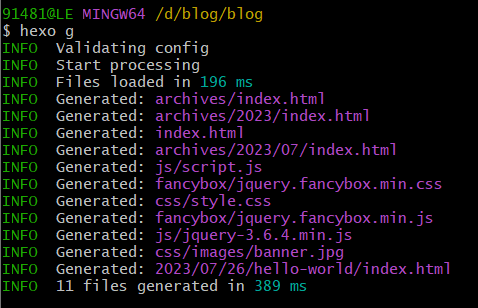 91481@LE MINGW64 /d/blog/blog
$ hexo g
INFO  Validating config
INFO  Start processing
INFO  Files loaded in 196 ms
INFO  Generated: archives/index.html
INFO  Generated: archives/2023/index.html
INFO  Generated: index.html
INFO  Generated: archives/2023/07/index.html
INFO  Generated: js/script.js
INFO  Generated: fancybox/jquery.fancybox.min.css
INFO  Generated: css/style.css
INFO  Generated: fancybox/jquery.fancybox.min.js
INFO  Generated: js/jquery-3.6.4.min.js
INFO  Generated: css/images/banner.jpg
INFO  Generated: 2023/07/26/hello-world/index.html
INFO  11 files generated in 389 ms